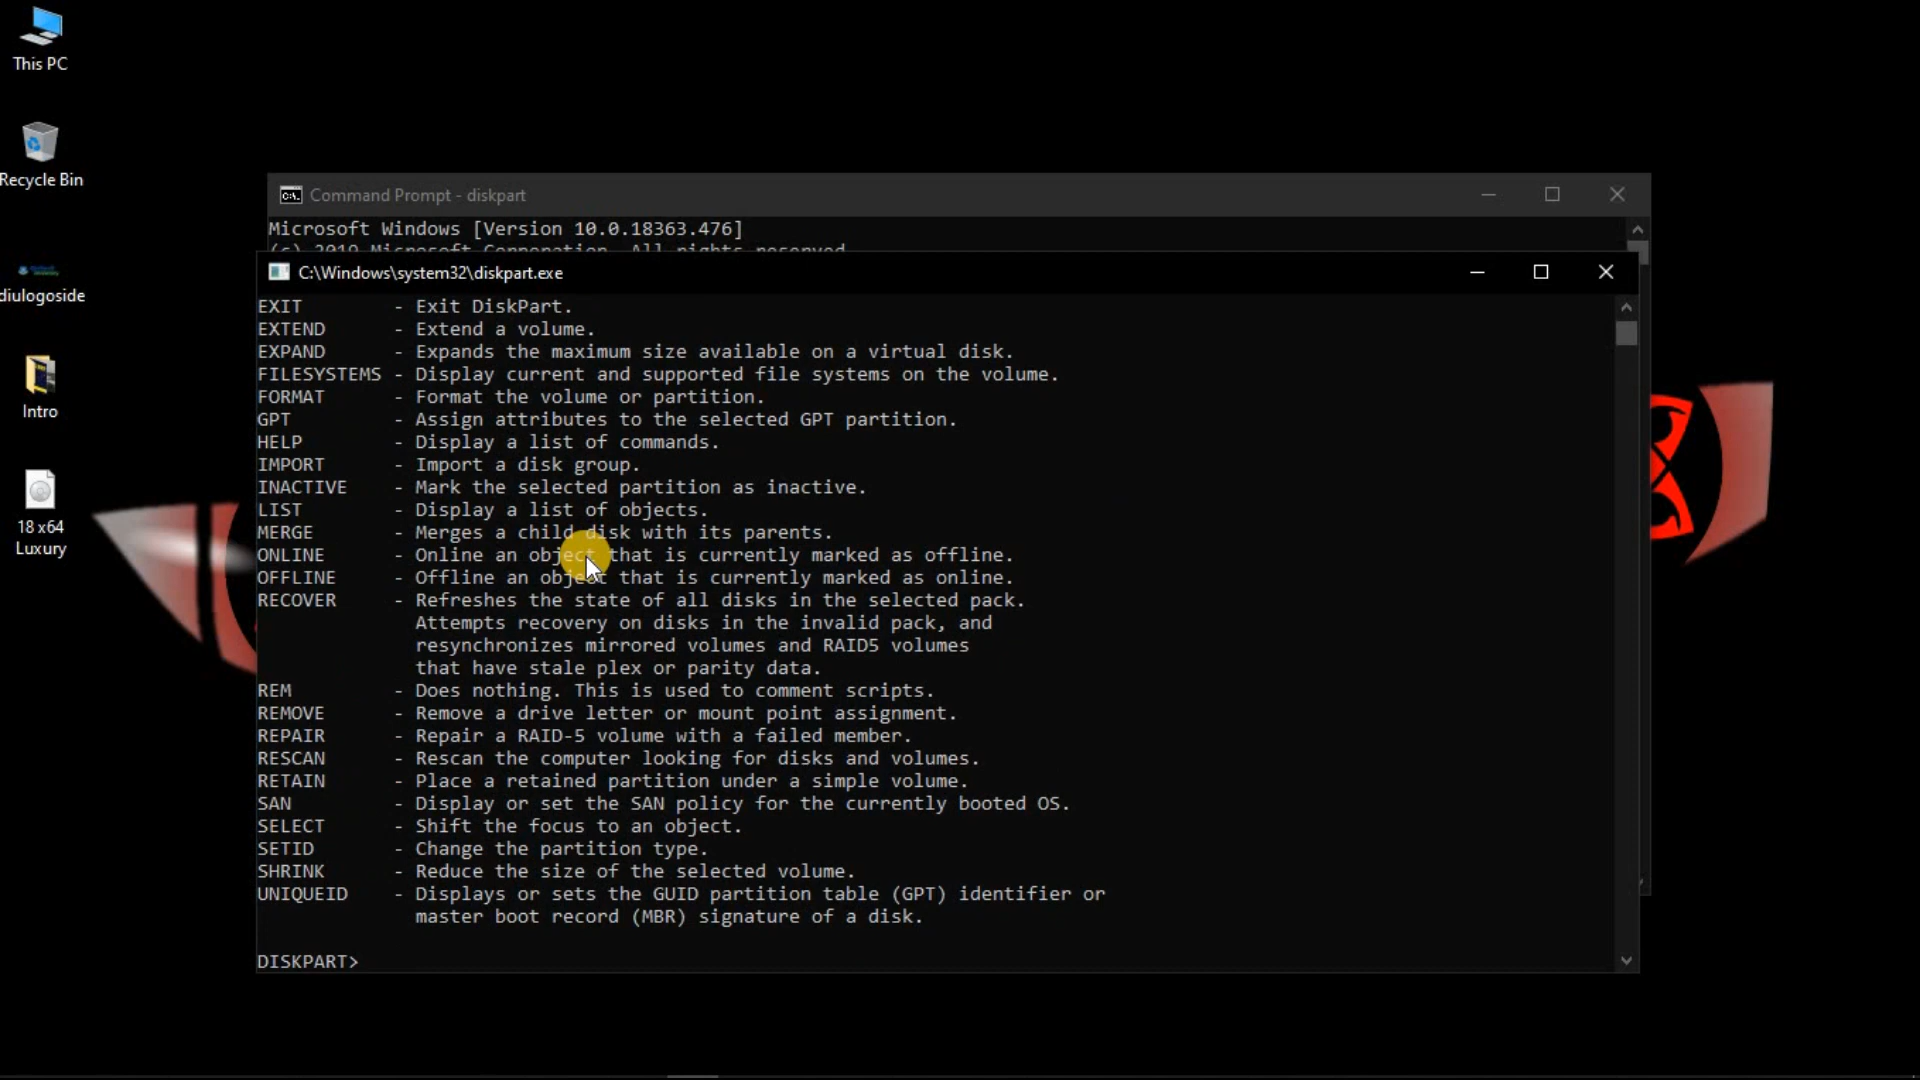 This PC
Recycle Bin
diulogoside
Intro
18 x64
Luxury
Command Prompt - diskpart
Microsoft Windows [Version 10.0.18363.476]
(c) 2019 Microsoft Corporation. All rights reserved.
C:\Windows\system32\diskpart.exe
EXIT - Exit DiskPart.
EXTEND - Extend a volume.
EXPAND - Expands the maximum size available on a virtual disk.
FILESYSTEMS - Display current and supported file systems on the volume.
FORMAT - Format the volume or partition.
GPT - Assign attributes to the selected GPT partition.
HELP - Display a list of commands.
IMPORT - Import a disk group.
INACTIVE - Mark the selected partition as inactive.
LIST - Display a list of objects.
MERGE - Merges a child disk with its parents.
ONLINE - Online an object that is currently marked as offline.
OFFLINE - Offline an object that is currently marked as online.
RECOVER - Refreshes the state of all disks in the selected pack.
Attempts recovery on disks in the invalid pack, and
resynchronizes mirrored volumes and RAID5 volumes
that have stale plex or parity data.
REM - Does nothing. This is used to comment scripts.
REMOVE - Remove a drive letter or mount point assignment.
REPAIR - Repair a RAID-5 volume with a failed member.
RESCAN - Rescan the computer looking for disks and volumes.
RETAIN - Place a retained partition under a simple volume.
SAN - Display or set the SAN policy for the currently booted OS.
SELECT - Shift the focus to an object.
SETID - Change the partition type.
SHRINK - Reduce the size of the selected volume.
UNIQUEID - Displays or sets the GUID partition table (GPT) identifier or
master boot record (MBR) signature of a disk.
DISKPART>